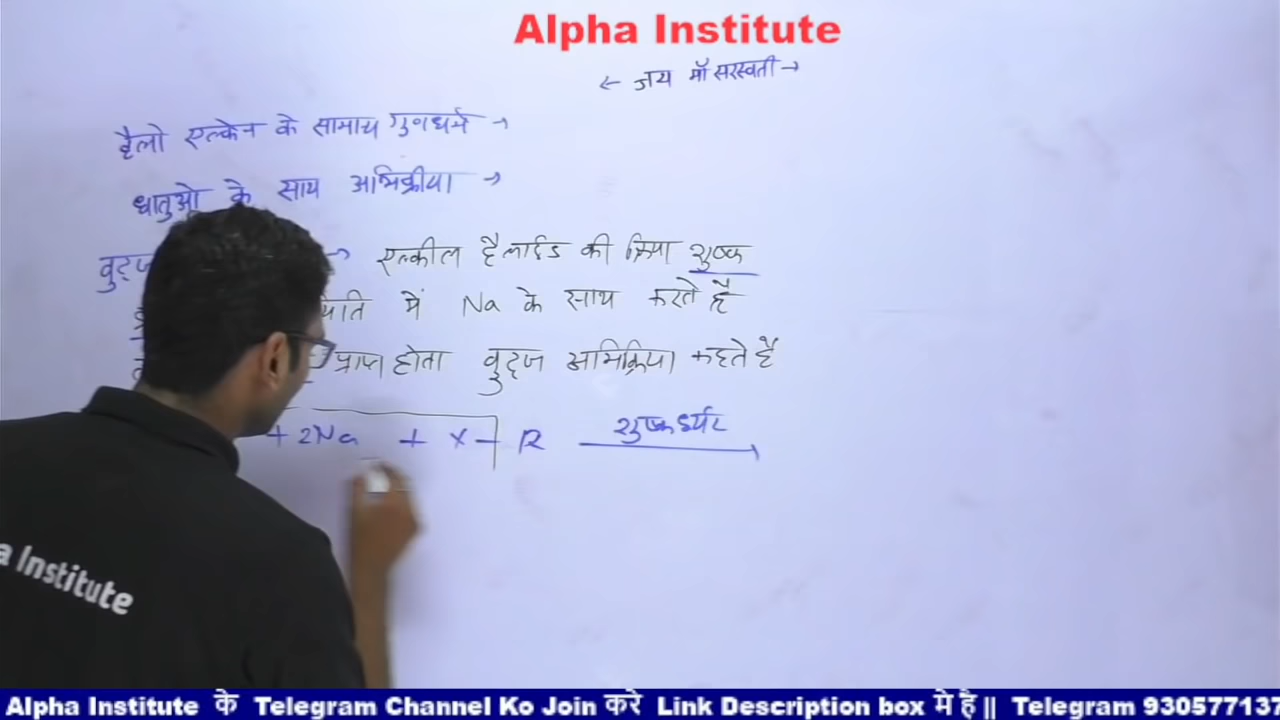 Alpha Institute
← जय माँ सरस्वती →
हैलो एल्केन के सामाय गुणधर्म →
धातुओ के साथ अभिक्रीया →
वुट्ज → एल्कील हैलाईड की क्रिया शुष्क
में Na के साथ करते है
प्राप्त होता वुट्ज अभिक्रिया कहते है
+ 2Na + X - R शुष्क ईथर →
a Institute
Alpha Institute के Telegram Channel Ko Join करे Link Description box मे है || Telegram 930577137